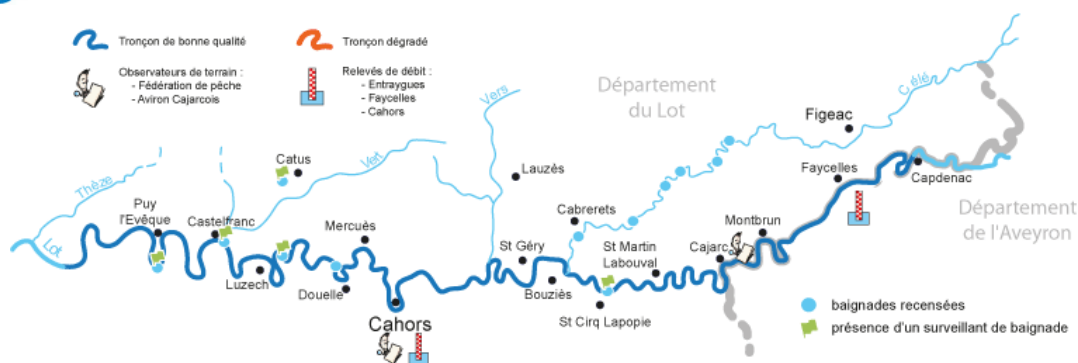 Tronçon de bonne qualité
Tronçon dégradé
Observateurs de terrain :
- Fédération de pêche
- Aviron Cajarcois
Relevés de débit :
- Entraygues
- Faycelles
- Cahors
Département
du Lot
Vers
Célé
Figeac
Catus
Vert
Lauzès
Faycelles
Capdenac
Thèze
Puy
l'Evêque
Castelfranc
Mercuès
Cabrerets
Montbrun
Département
de l'Aveyron
Lot
St Géry
St Martin
Labouval
Cajarc
Luzech
Douelle
Bouziès
St Cirq Lapopie
Cahors
baignades recensées
présence d'un surveillant de baignade